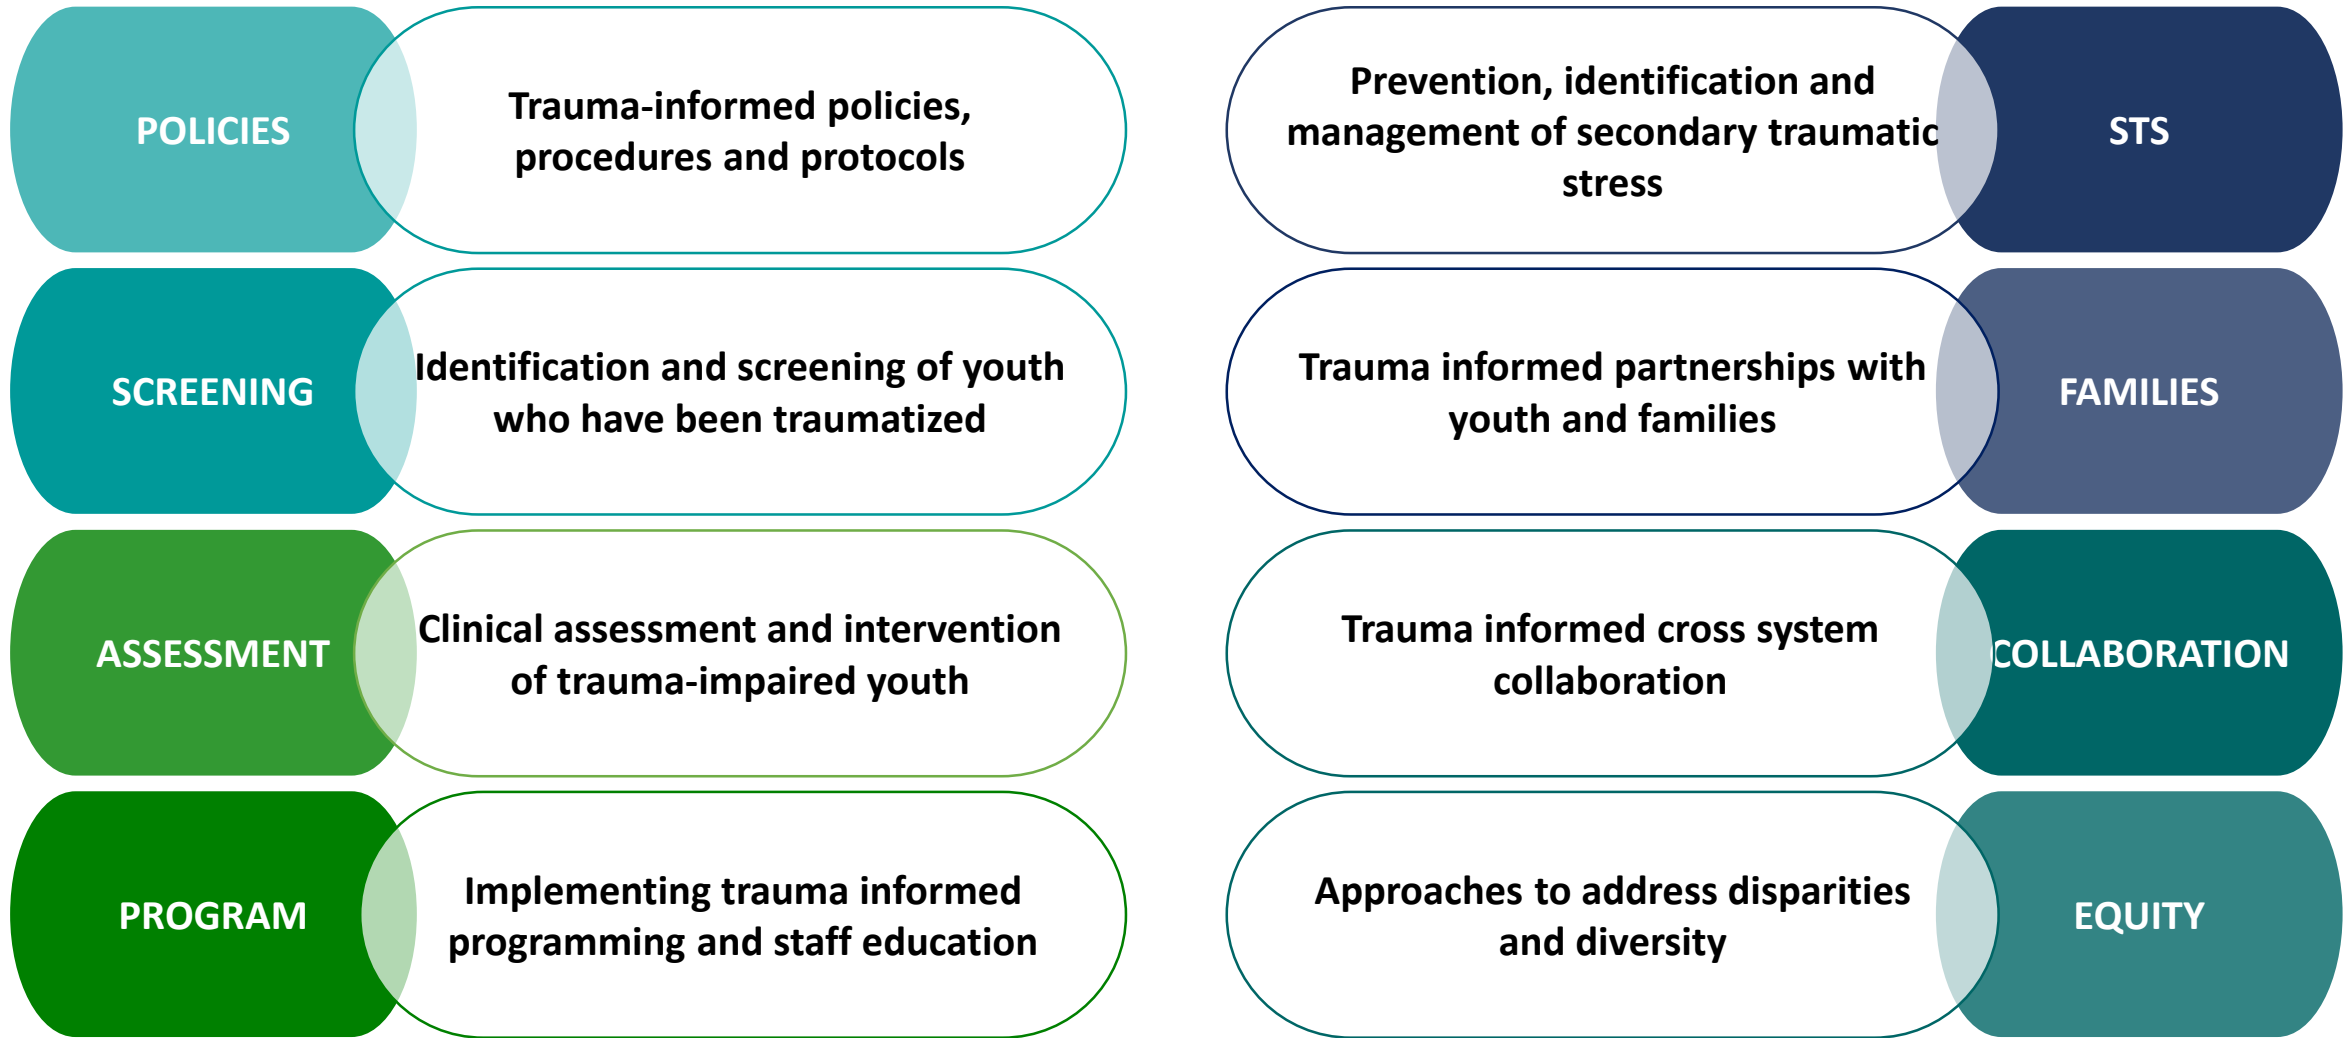 POLICIES
Trauma-informed policies,
procedures and protocols
SCREENING
Identification and screening of youth
who have been traumatized
ASSESSMENT
Clinical assessment and intervention
of trauma-impaired youth
PROGRAM
Implementing trauma informed
programming and staff education
Prevention, identification and
management of secondary traumatic
stress
STS
Trauma informed partnerships with
youth and families
FAMILIES
Trauma informed cross system
collaboration
COLLABORATION
Approaches to address disparities
and diversity
EQUITY